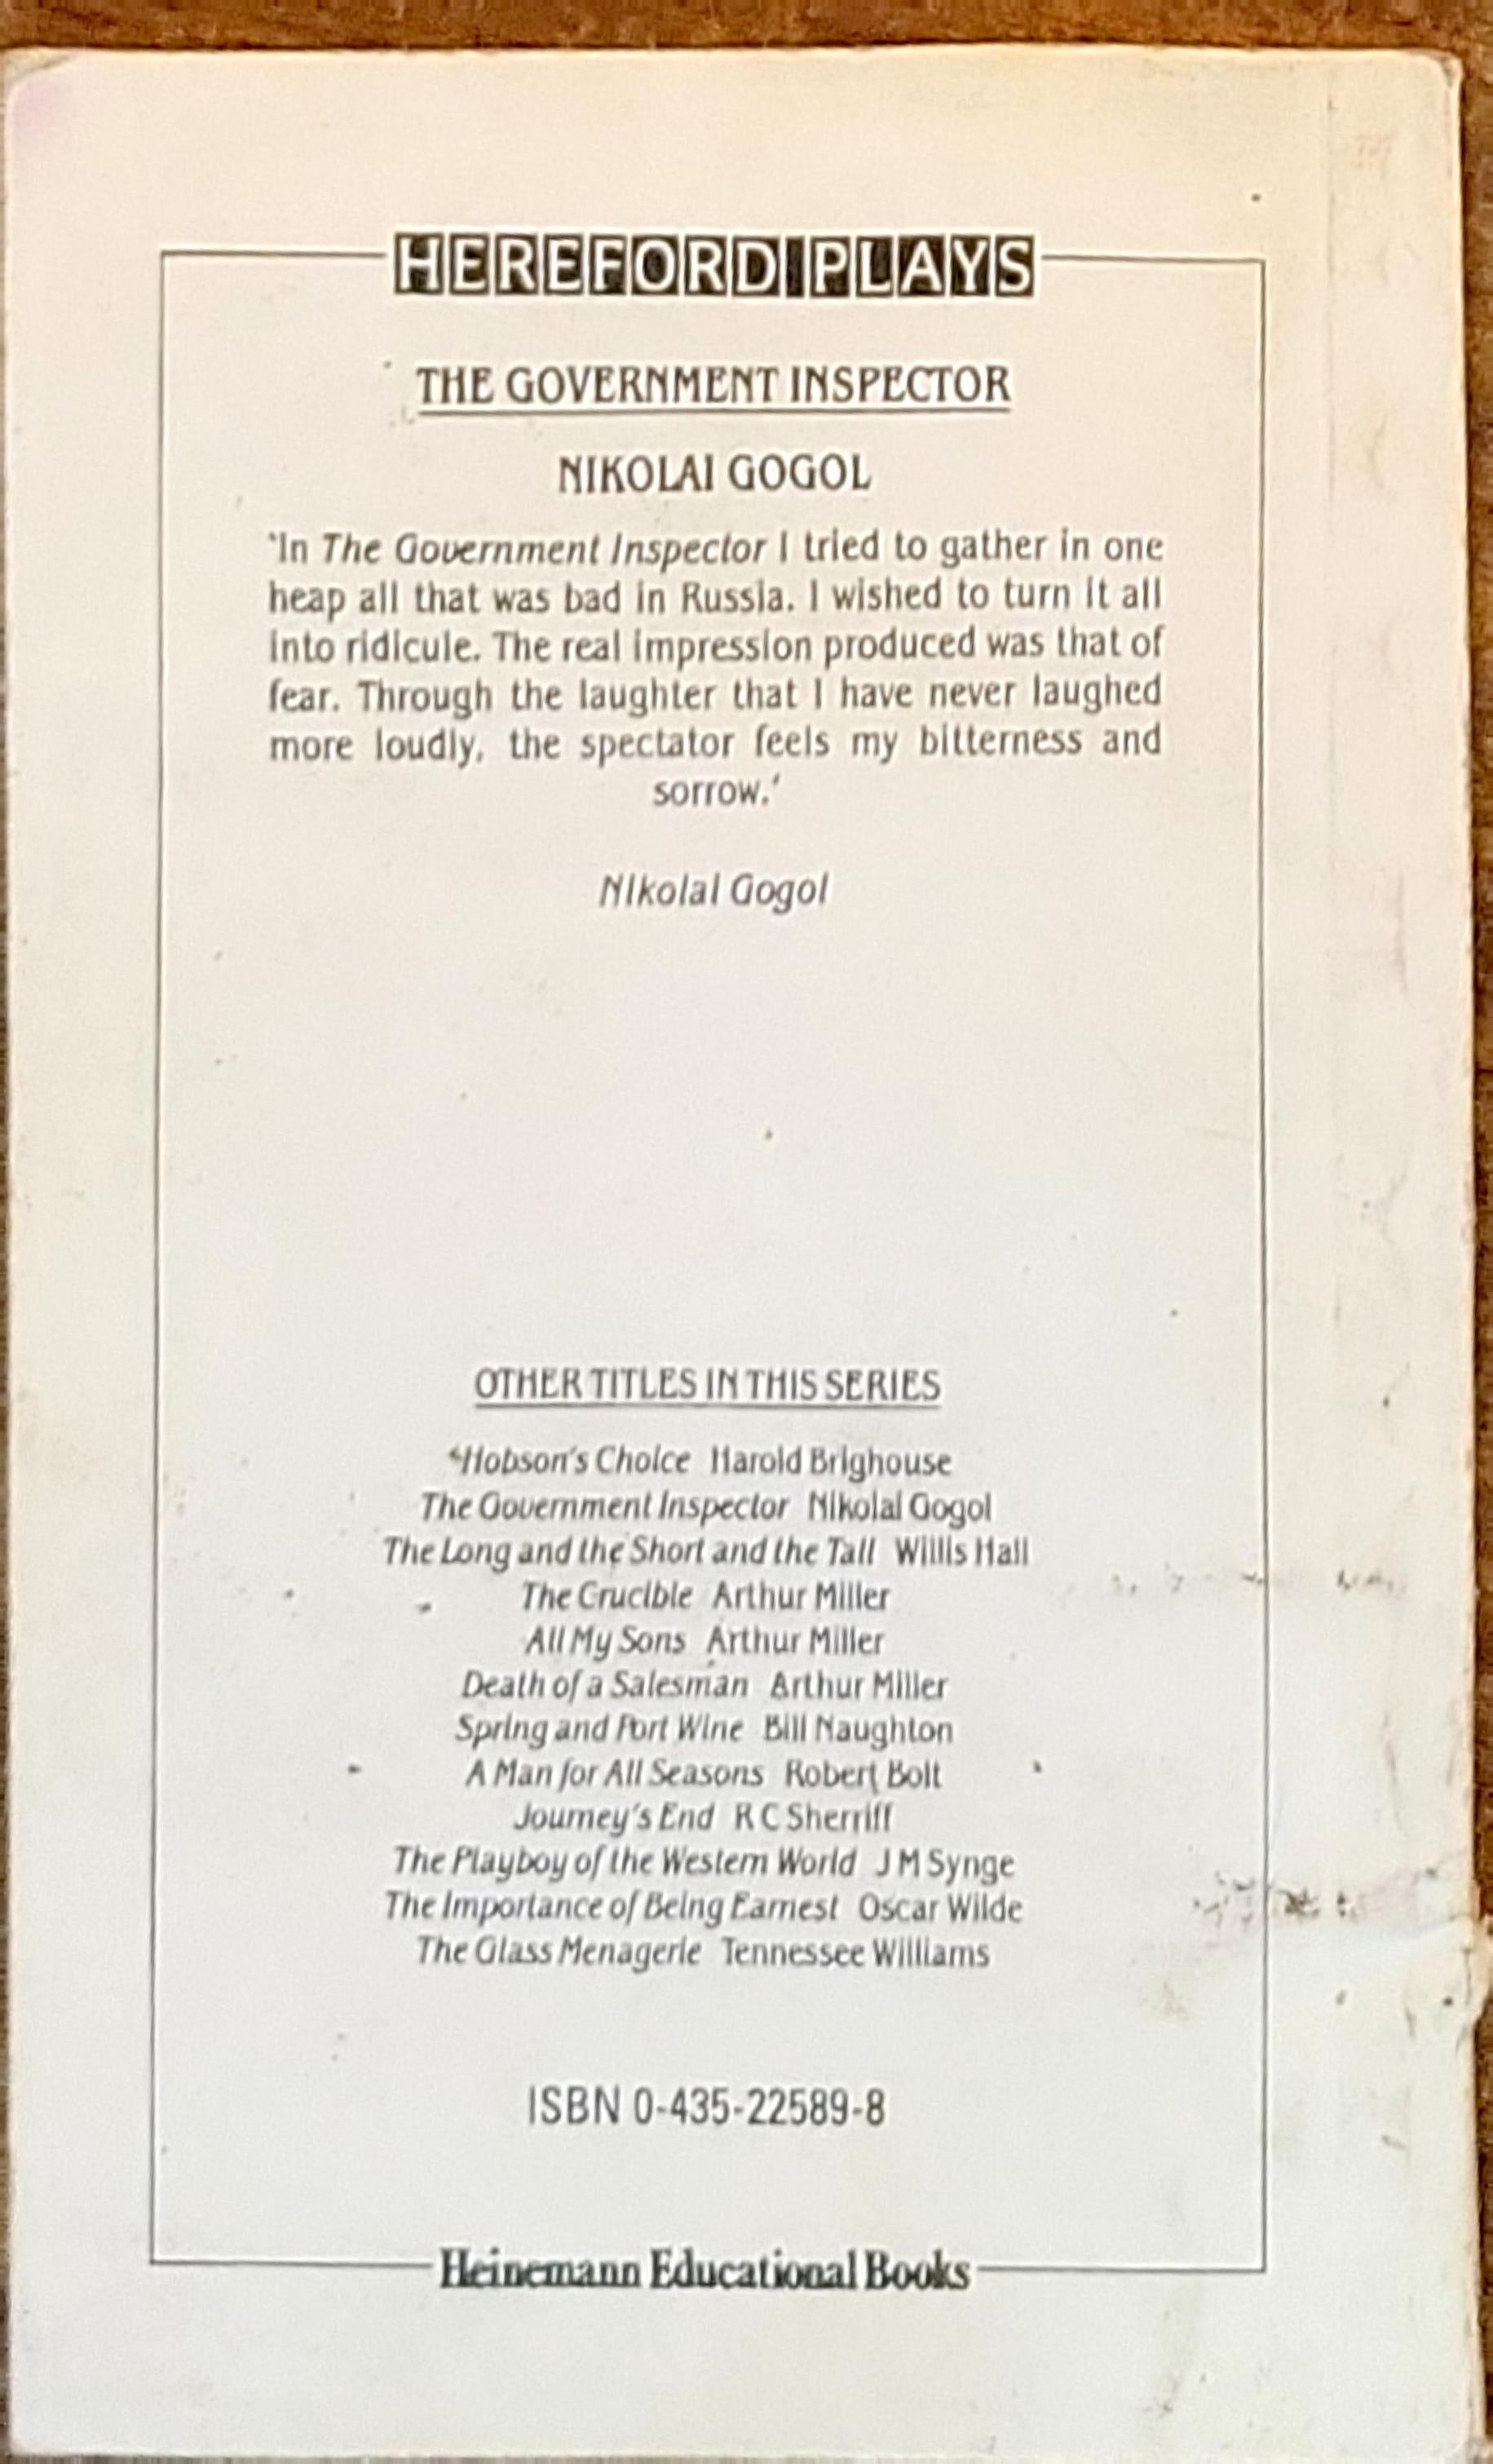 HEREFORD PLAYS
THE GOVERNMENT INSPECTOR
NIKOLAI GOGOL
'In The Government Inspector I tried to gather in one
heap all that was bad in Russia. I wished to turn it all
into ridicule. The real impression produced was that of
fear. Through the laughter that I have never laughed
more loudly, the spectator feels my bitterness and
sorrow.'
Nikolai Gogol
OTHER TITLES IN THIS SERIES
Hobson's Choice Harold Brighouse
The Government Inspector Nikolai Gogol
The Long and the Short and the Tall Willis Hall
The Crucible Arthur Miller
All My Sons Arthur Miller
Death of a Salesman Arthur Miller
Spring and Port Wine Bill Naughton
A Man for All Seasons Robert Bolt
Journey's End R C Sherriff
The Playboy of the Western World J M Synge
The Importance of Being Earnest Oscar Wilde
The Glass Menagerie Tennessee Williams
ISBN 0-435-22589-8
Heinemann Educational Books